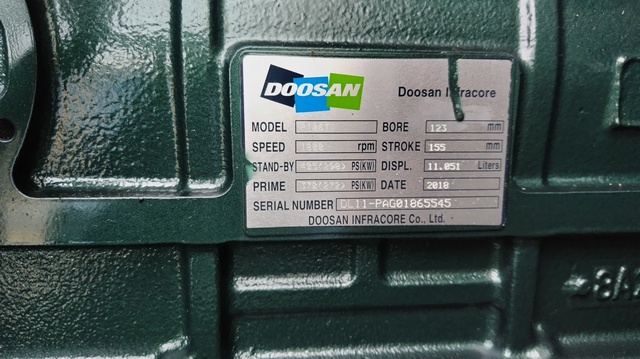 DOOSAN
Doosan Infracore
MODEL BORE 123 mm
SPEED rpm STROKE 155 mm
STAND-BY PS(KW) DISPL. 11.051 Liters
PRIME PS(KW) DATE 2018
SERIAL NUMBER DL11-PAG01865545
DOOSAN INFRACORE Co., Ltd.